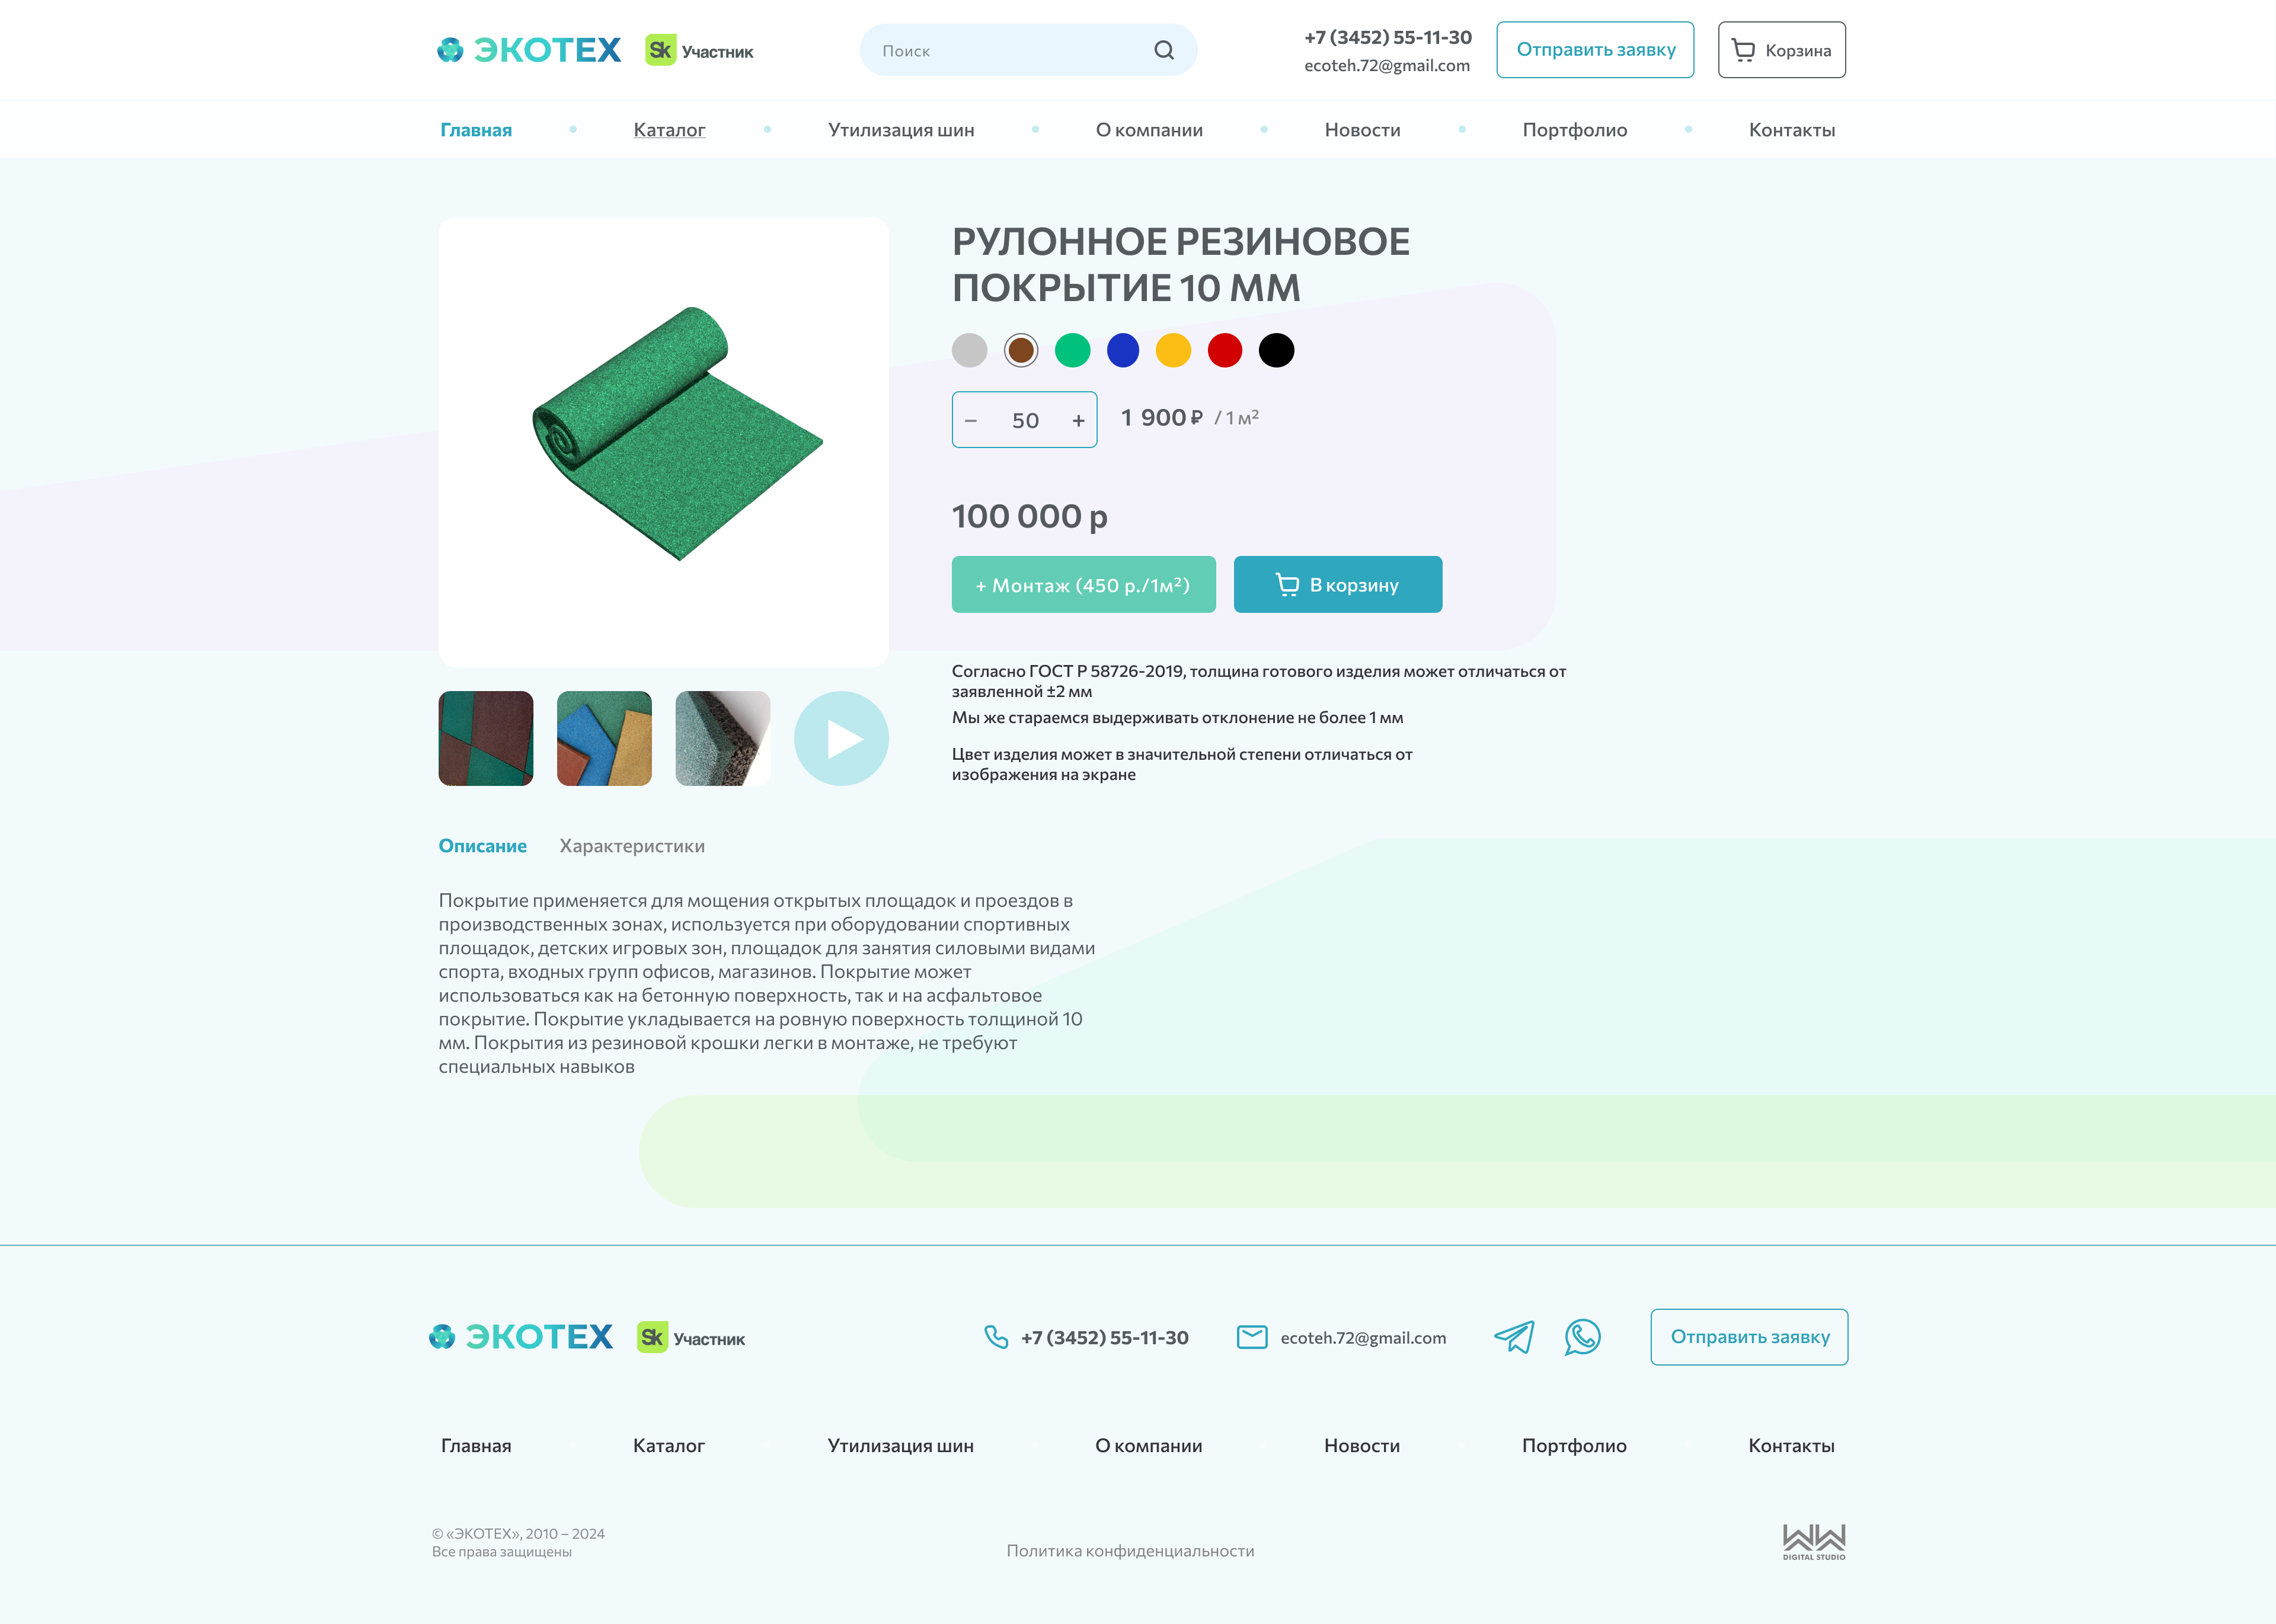 ЭКОТЕХ
Sk Участник
Поиск
+7 (3452) 55-11-30
ecoteh.72@gmail.com
Отправить заявку
Корзина
Главная
Каталог
Утилизация шин
О компании
Новости
Портфолио
Контакты
РУЛОННОЕ РЕЗИНОВОЕ
ПОКРЫТИЕ 10 ММ
− 50 +
1 900 ₽ / 1 м²
100 000 р
+ Монтаж (450 р./1м²)
В корзину
Согласно ГОСТ Р 58726-2019, толщина готового изделия может отличаться от
заявленной ±2 мм
Мы же стараемся выдерживать отклонение не более 1 мм
Цвет изделия может в значительной степени отличаться от
изображения на экране
Описание
Характеристики
Покрытие применяется для мощения открытых площадок и проездов в
производственных зонах, используется при оборудовании спортивных
площадок, детских игровых зон, площадок для занятия силовыми видами
спорта, входных групп офисов, магазинов. Покрытие может
использоваться как на бетонную поверхность, так и на асфальтовое
покрытие. Покрытие укладывается на ровную поверхность толщиной 10
мм. Покрытия из резиновой крошки легки в монтаже, не требуют
специальных навыков
ЭКОТЕХ
Sk Участник
+7 (3452) 55-11-30
ecoteh.72@gmail.com
Отправить заявку
Главная
Каталог
Утилизация шин
О компании
Новости
Портфолио
Контакты
© «ЭКОТЕХ», 2010 – 2024
Все права защищены
Политика конфиденциальности
WW
DIGITAL STUDIO